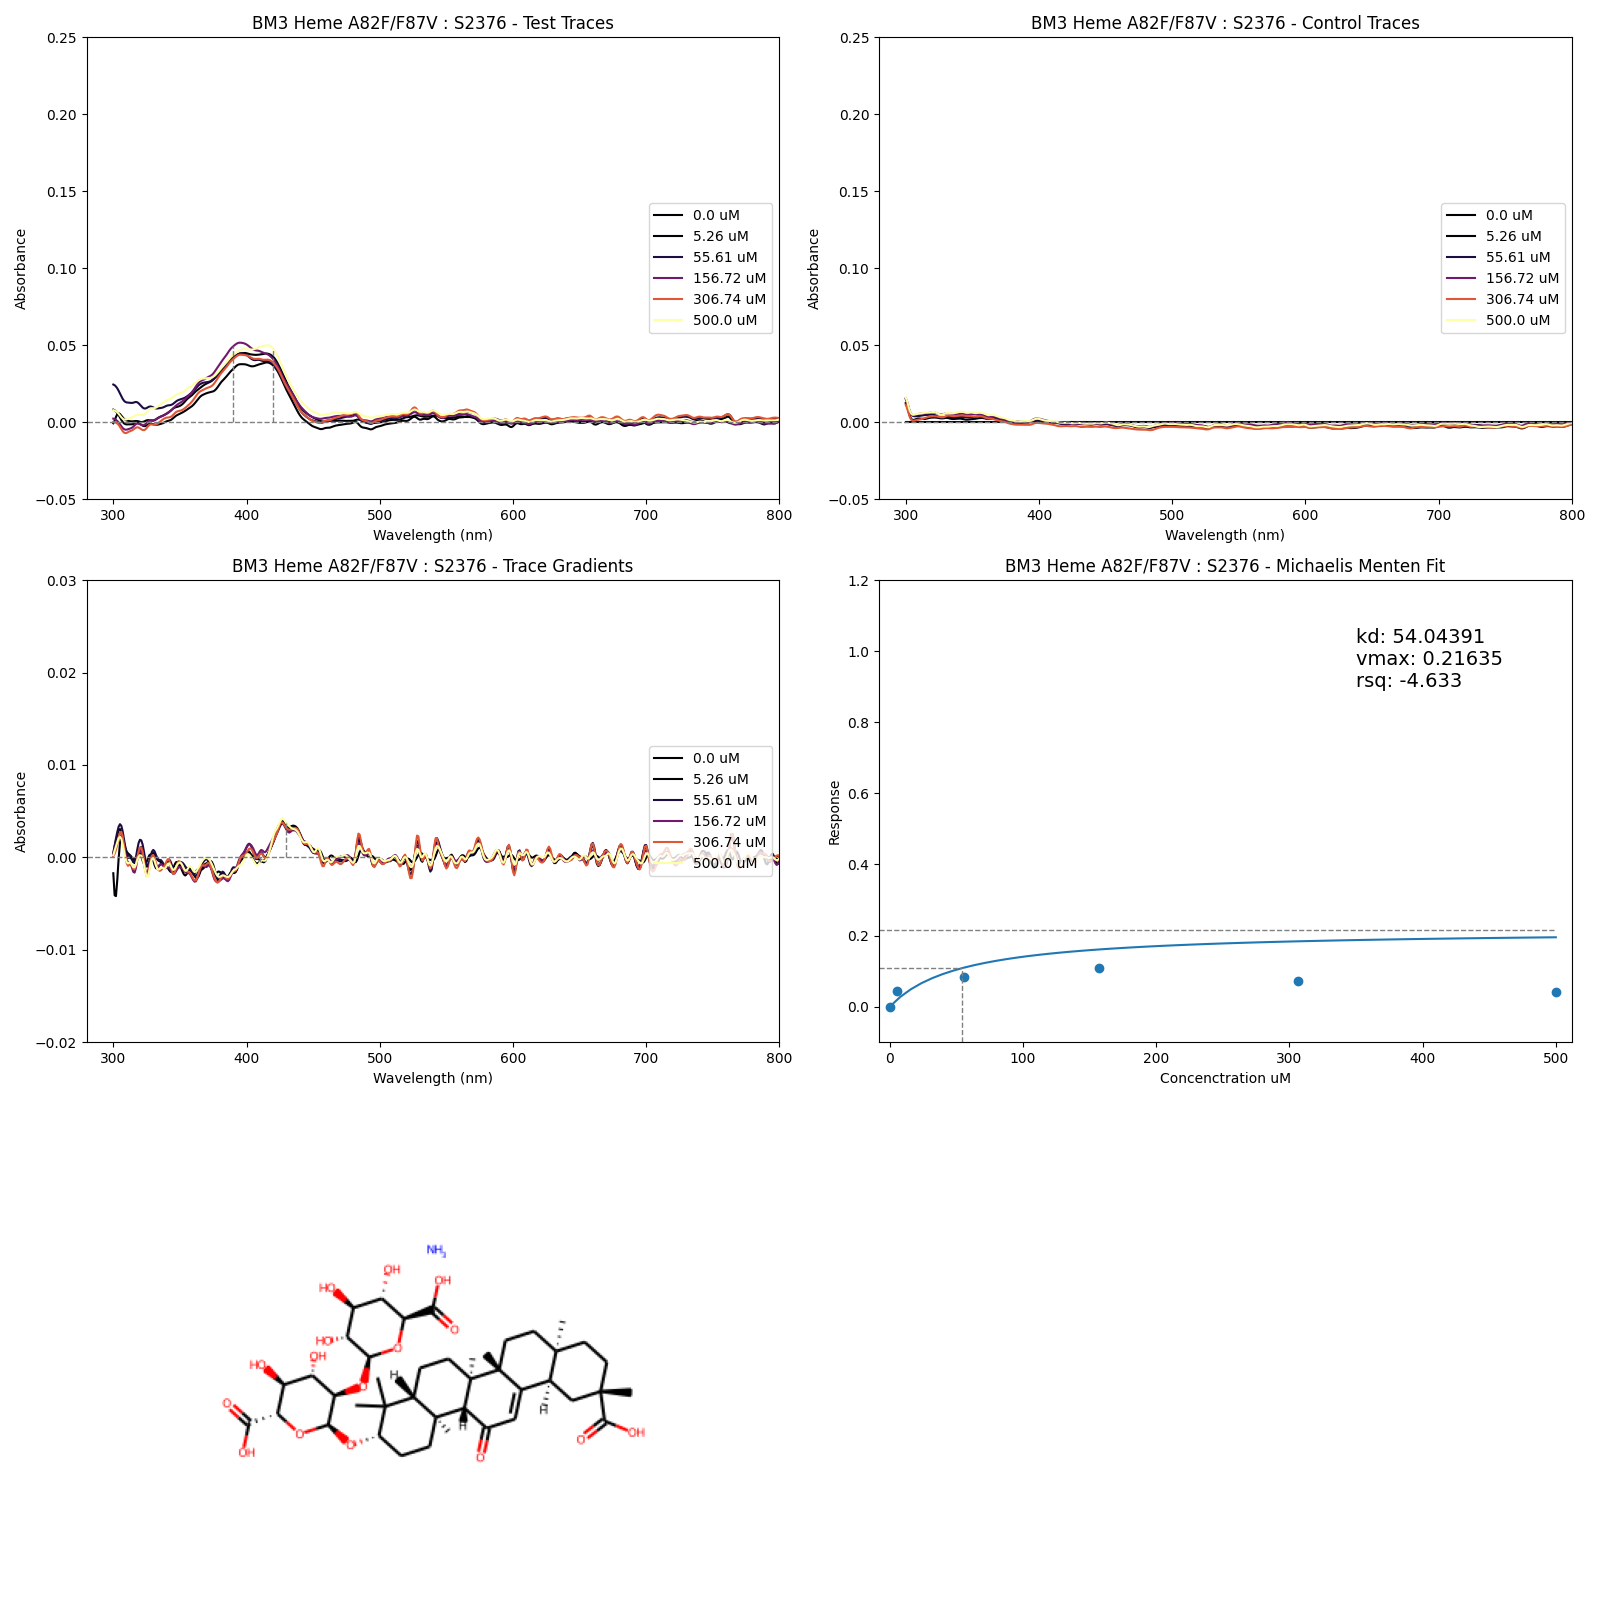 BM3 Heme A82F/F87V : S2376 - Test Traces
0.25
0.20
0.15
0.10
0.05
0.00
−0.05
Absorbance
300 400 500 600 700 800
Wavelength (nm)
0.0 uM
5.26 uM
55.61 uM
156.72 uM
306.74 uM
500.0 uM
BM3 Heme A82F/F87V : S2376 - Control Traces
0.25
0.20
0.15
0.10
0.05
0.00
−0.05
Absorbance
300 400 500 600 700 800
Wavelength (nm)
0.0 uM
5.26 uM
55.61 uM
156.72 uM
306.74 uM
500.0 uM
BM3 Heme A82F/F87V : S2376 - Trace Gradients
0.03
0.02
0.01
0.00
−0.01
−0.02
Absorbance
300 400 500 600 700 800
Wavelength (nm)
0.0 uM
5.26 uM
55.61 uM
156.72 uM
306.74 uM
500.0 uM
BM3 Heme A82F/F87V : S2376 - Michaelis Menten Fit
1.2
1.0
0.8
0.6
0.4
0.2
0.0
Response
0 100 200 300 400 500
Concenctration uM
kd: 54.04391
vmax: 0.21635
rsq: -4.633
NH3
OH
HO
OH
O
HO
O
OH
HO
O
H
O
O
H
H
O
OH
O
O
O
OH
O